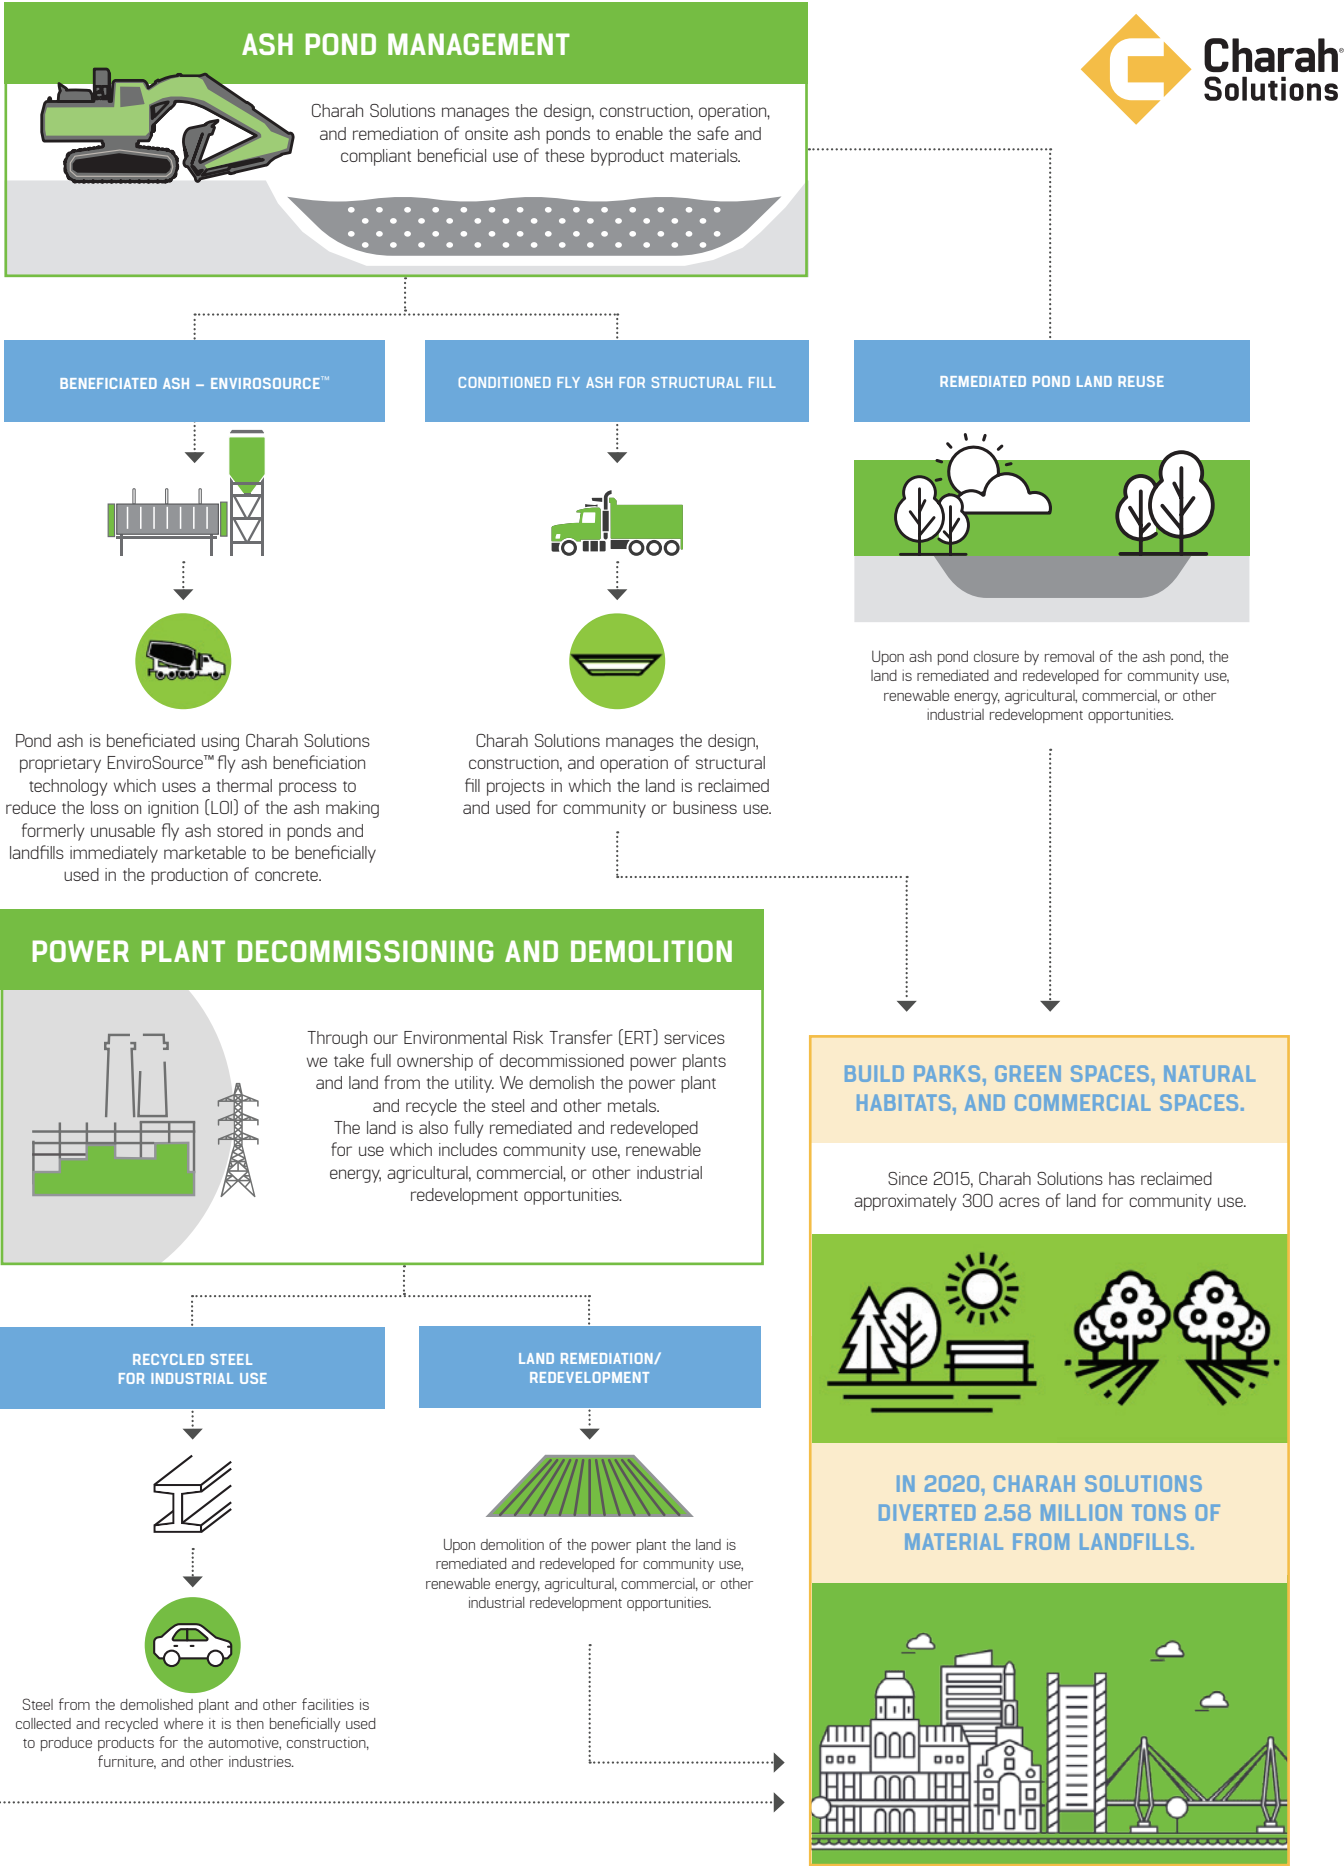 ASH POND MANAGEMENT
Charah®
Solutions
Charah Solutions manages the design, construction, operation,
and remediation of onsite ash ponds to enable the safe and
compliant beneficial use of these byproduct materials.
BENEFICIATED ASH – ENVIROSOURCE™
CONDITIONED FLY ASH FOR STRUCTURAL FILL
REMEDIATED POND LAND REUSE
Pond ash is beneficiated using Charah Solutions
proprietary EnviroSource™ fly ash beneficiation
technology which uses a thermal process to
reduce the loss on ignition (LOI) of the ash making
formerly unusable fly ash stored in ponds and
landfills immediately marketable to be beneficially
used in the production of concrete.
Charah Solutions manages the design,
construction, and operation of structural
fill projects in which the land is reclaimed
and used for community or business use.
Upon ash pond closure by removal of the ash pond, the
land is remediated and redeveloped for community use,
renewable energy, agricultural, commercial, or other
industrial redevelopment opportunities.
POWER PLANT DECOMMISSIONING AND DEMOLITION
Through our Environmental Risk Transfer (ERT) services
we take full ownership of decommissioned power plants
and land from the utility. We demolish the power plant
and recycle the steel and other metals.
The land is also fully remediated and redeveloped
for use which includes community use, renewable
energy, agricultural, commercial, or other industrial
redevelopment opportunities.
RECYCLED STEEL
FOR INDUSTRIAL USE
LAND REMEDIATION/
REDEVELOPMENT
Steel from the demolished plant and other facilities is
collected and recycled where it is then beneficially used
to produce products for the automotive, construction,
furniture, and other industries.
Upon demolition of the power plant the land is
remediated and redeveloped for community use,
renewable energy, agricultural, commercial, or other
industrial redevelopment opportunities.
BUILD PARKS, GREEN SPACES, NATURAL
HABITATS, AND COMMERCIAL SPACES.
Since 2015, Charah Solutions has reclaimed
approximately 300 acres of land for community use.
IN 2020, CHARAH SOLUTIONS
DIVERTED 2.58 MILLION TONS OF
MATERIAL FROM LANDFILLS.